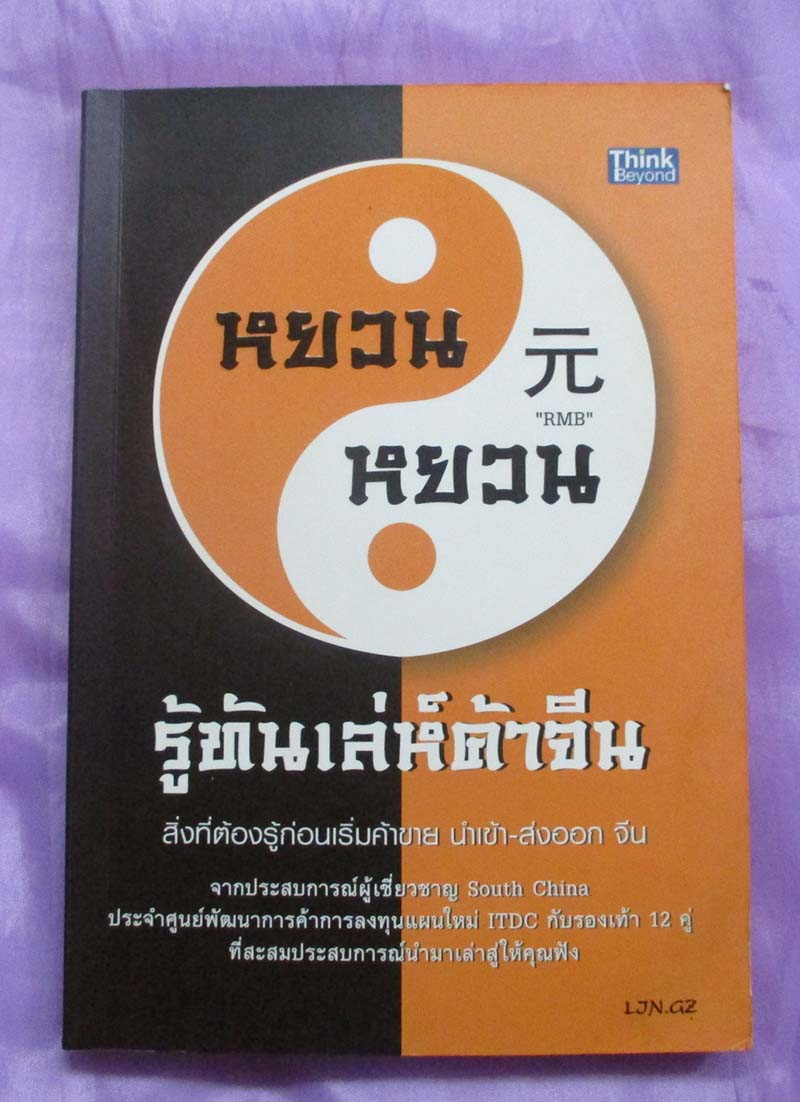 Think
Beyond
หยวน
元
"RMB"
หยวน
รู้ทันเล่ห์ค้าจีน
สิ่งที่ต้องรู้ก่อนเริ่มค้าขาย นำเข้า-ส่งออก จีน
จากประสบการณ์ผู้เชี่ยวชาญ South China
ประจำศูนย์พัฒนาการค้าการลงทุนแผนใหม่ ITDC กับรองเท้า 12 คู่
ที่สะสมประสบการณ์นำมาเล่าสู่ให้คุณฟัง
LIN.GZ